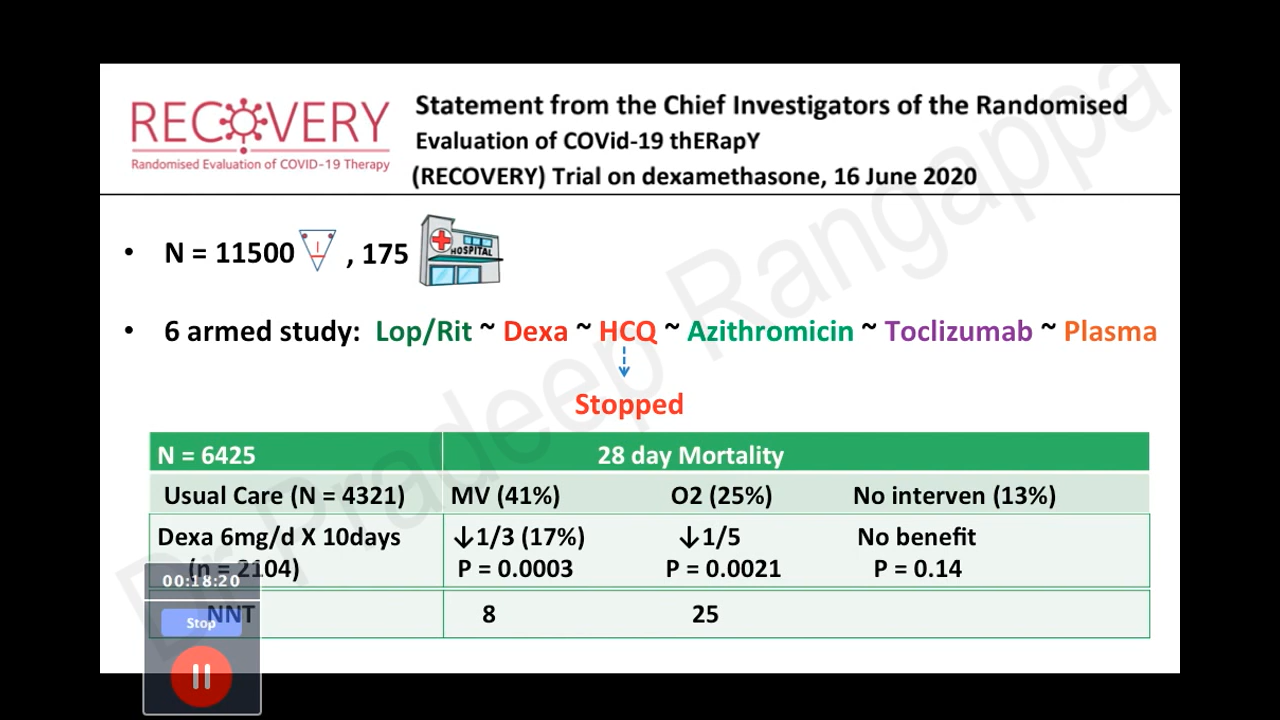 RECOVERY
Randomised Evaluation of COVID-19 Therapy
Statement from the Chief Investigators of the Randomised
Evaluation of COVid-19 thERapY
(RECOVERY) Trial on dexamethasone, 16 June 2020
• N = 11500 , 175
HOSPITAL
• 6 armed study: Lop/Rit ~ Dexa ~ HCQ ~ Azithromicin ~ Toclizumab ~ Plasma
Stopped
N = 6425 28 day Mortality
Usual Care (N = 4321) MV (41%) O2 (25%) No interven (13%)
Dexa 6mg/d X 10days ↓1/3 (17%) ↓1/5 No benefit
(n = 2104) P = 0.0003 P = 0.0021 P = 0.14
NNT 8 25
00:18:20
Stop
Dr Pradeep Rangappa